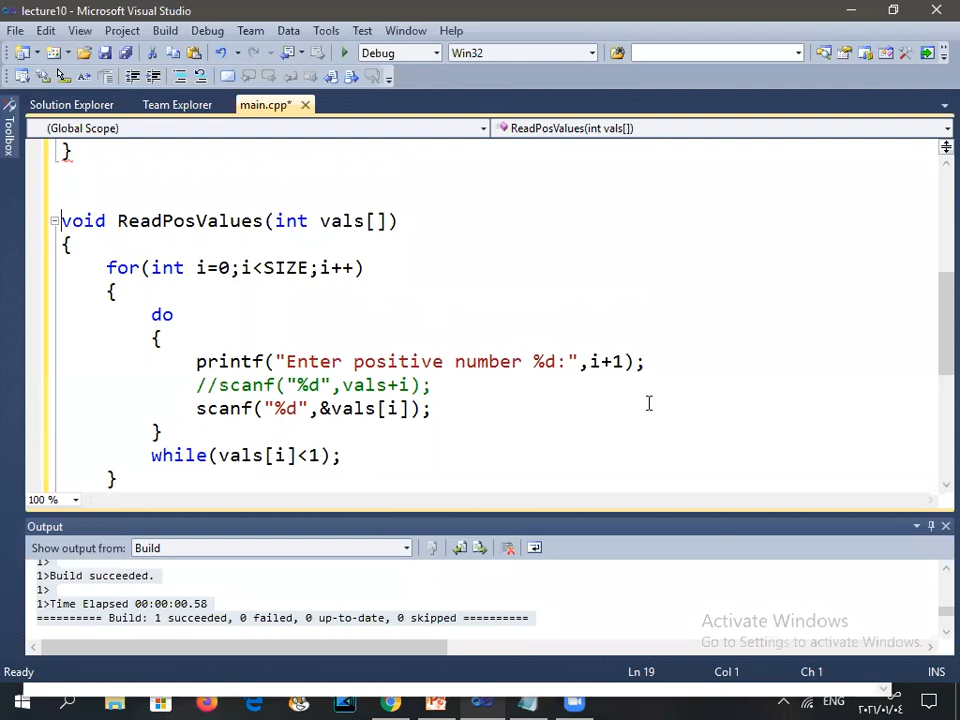 lecture10 - Microsoft Visual Studio
File Edit View Project Build Debug Team Data Tools Test Window Help
Debug Win32
Solution Explorer Team Explorer main.cpp*
(Global Scope) ReadPosValues(int vals[])
Toolbox
}
void ReadPosValues(int vals[])
{
for(int i=0;i<SIZE;i++)
{
do
{
printf("Enter positive number %d:",i+1);
//scanf("%d",vals+i);
scanf("%d",&vals[i]);
}
while(vals[i]<1);
}
100 %
Output
Show output from: Build
1>
1>Build succeeded.
1>
1>Time Elapsed 00:00:00.58
========== Build: 1 succeeded, 0 failed, 0 up-to-date, 0 skipped ==========
Activate Windows
Go to Settings to activate Windows.
Ready Ln 19 Col 1 Ch 1 INS
ENG
٢٠٢١/٠١/٠٤